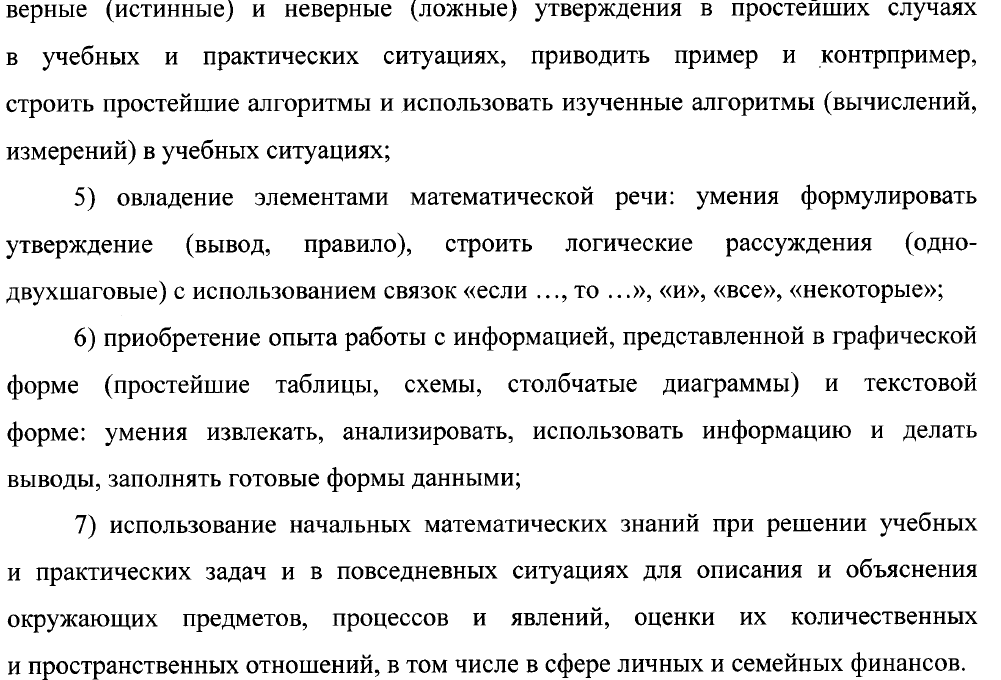 верные (истинные) и неверные (ложные) утверждения в простейших случаях
в учебных и практических ситуациях, приводить пример и контрпример,
строить простейшие алгоритмы и использовать изученные алгоритмы (вычислений,
измерений) в учебных ситуациях;
5) овладение элементами математической речи: умения формулировать
утверждение (вывод, правило), строить логические рассуждения (одно-
двухшаговые) с использованием связок «если …, то …», «и», «все», «некоторые»;
6) приобретение опыта работы с информацией, представленной в графической
форме (простейшие таблицы, схемы, столбчатые диаграммы) и текстовой
форме: умения извлекать, анализировать, использовать информацию и делать
выводы, заполнять готовые формы данными;
7) использование начальных математических знаний при решении учебных
и практических задач и в повседневных ситуациях для описания и объяснения
окружающих предметов, процессов и явлений, оценки их количественных
и пространственных отношений, в том числе в сфере личных и семейных финансов.